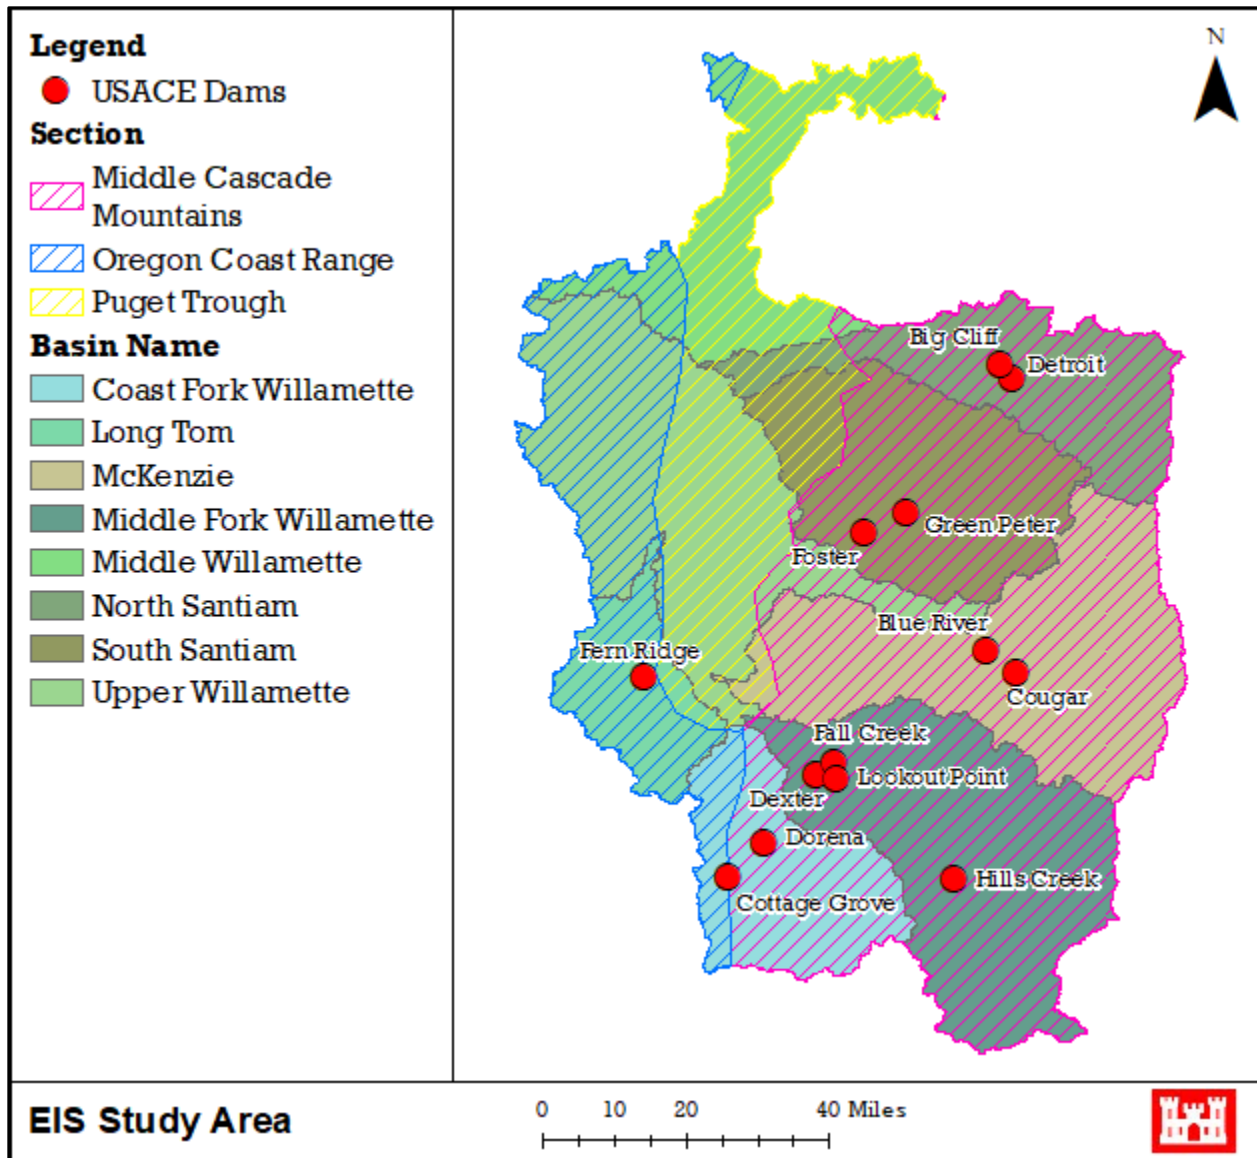 Legend
USACE Dams
Section
Middle Cascade
Mountains
Oregon Coast Range
Puget Trough
Basin Name
Coast Fork Willamette
Long Tom
McKenzie
Middle Fork Willamette
Middle Willamette
North Santiam
South Santiam
Upper Willamette
N
Big Cliff
Detroit
Green Peter
Foster
Blue River
Fern Ridge
Cougar
Fall Creek
Lookout Point
Dexter
Dorena
Hills Creek
Cottage Grove
EIS Study Area
0 10 20 40 Miles